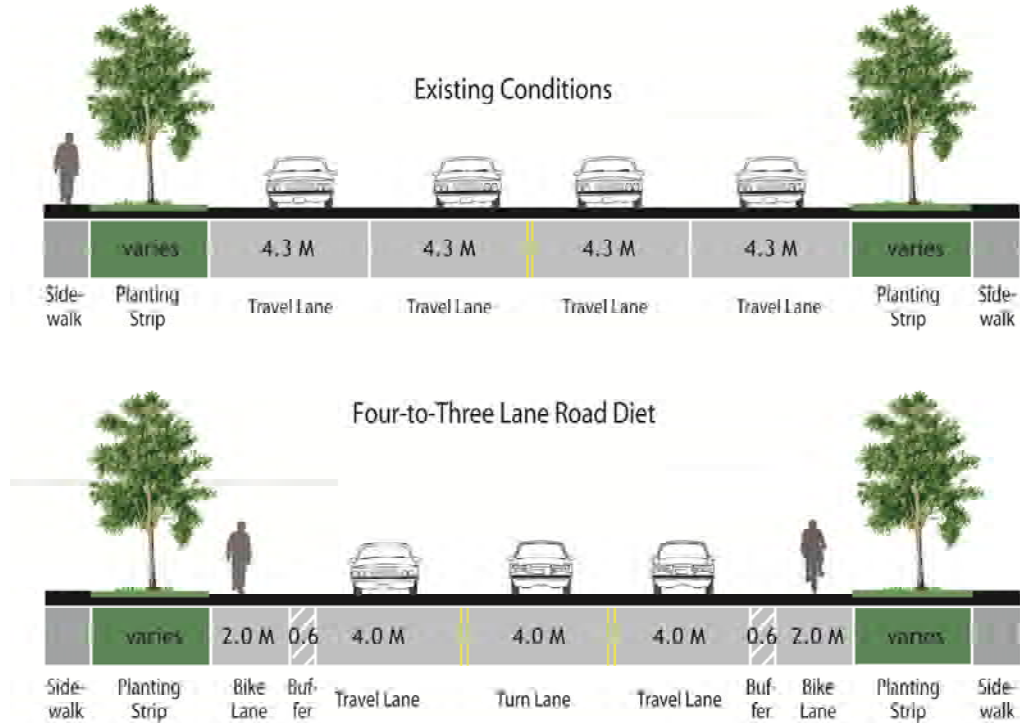 Existing Conditions
varies 4.3 M 4.3 M 4.3 M 4.3 M varies
Side- Planting Travel Lane Travel Lane Travel Lane Travel Lane Planting Side-
walk Strip Strip walk
Four-to-Three Lane Road Diet
varies 2.0 M 0.6 4.0 M 4.0 M 4.0 M 0.6 2.0 M varies
Side- Planting Bike Buf- Travel Lane Turn Lane Travel Lane Buf- Bike Planting Side-
walk Strip Lane fer fer Lane Strip walk